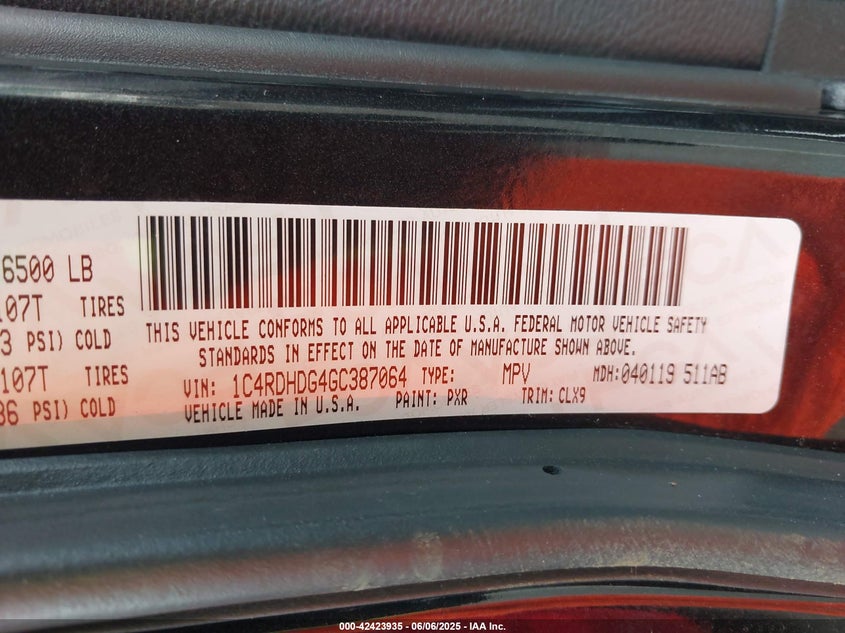 6500 LB
107T TIRES
3 PSI) COLD
107T TIRES
36 PSI) COLD
THIS VEHICLE CONFORMS TO ALL APPLICABLE U.S.A. FEDERAL MOTOR VEHICLE SAFETY
STANDARDS IN EFFECT ON THE DATE OF MANUFACTURE SHOWN ABOVE.
VIN: 1C4RDHDG4GC387064 TYPE: MPV MDH:040119 511AB
VEHICLE MADE IN U.S.A. PAINT: PXR TRIM: CLX9
000-42423935 - 06/06/2025 - IAA Inc.